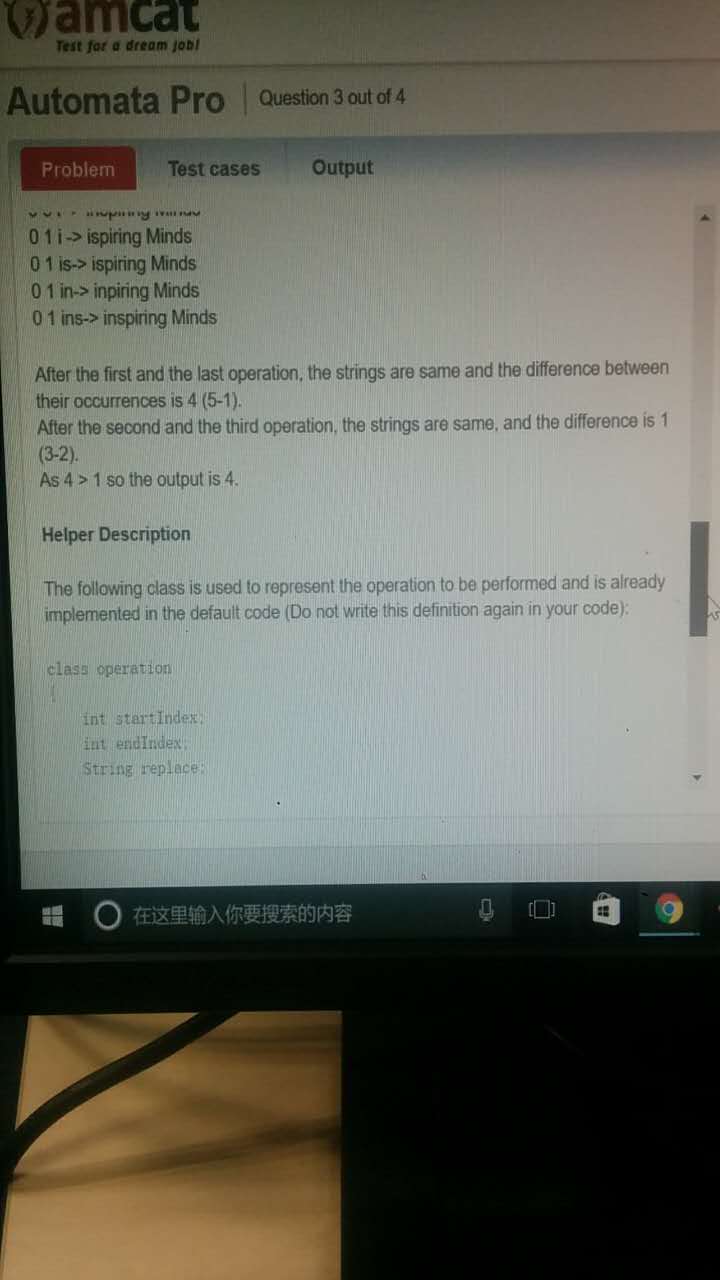 amcat
Test for a dream job!
Automata Pro Question 3 out of 4
Problem Test cases Output
0 1 i-> ispiring Minds
0 1 is-> ispiring Minds
0 1 in-> inpiring Minds
0 1 ins-> inspiring Minds
After the first and the last operation, the strings are same and the difference between
their occurrences is 4 (5-1).
After the second and the third operation, the strings are same, and the difference is 1
(3-2).
As 4 > 1 so the output is 4.
Helper Description
The following class is used to represent the operation to be performed and is already
implemented in the default code (Do not write this definition again in your code):
class operation
{
int startIndex;
int endIndex;
String replace;
在这里输入你要搜索的内容